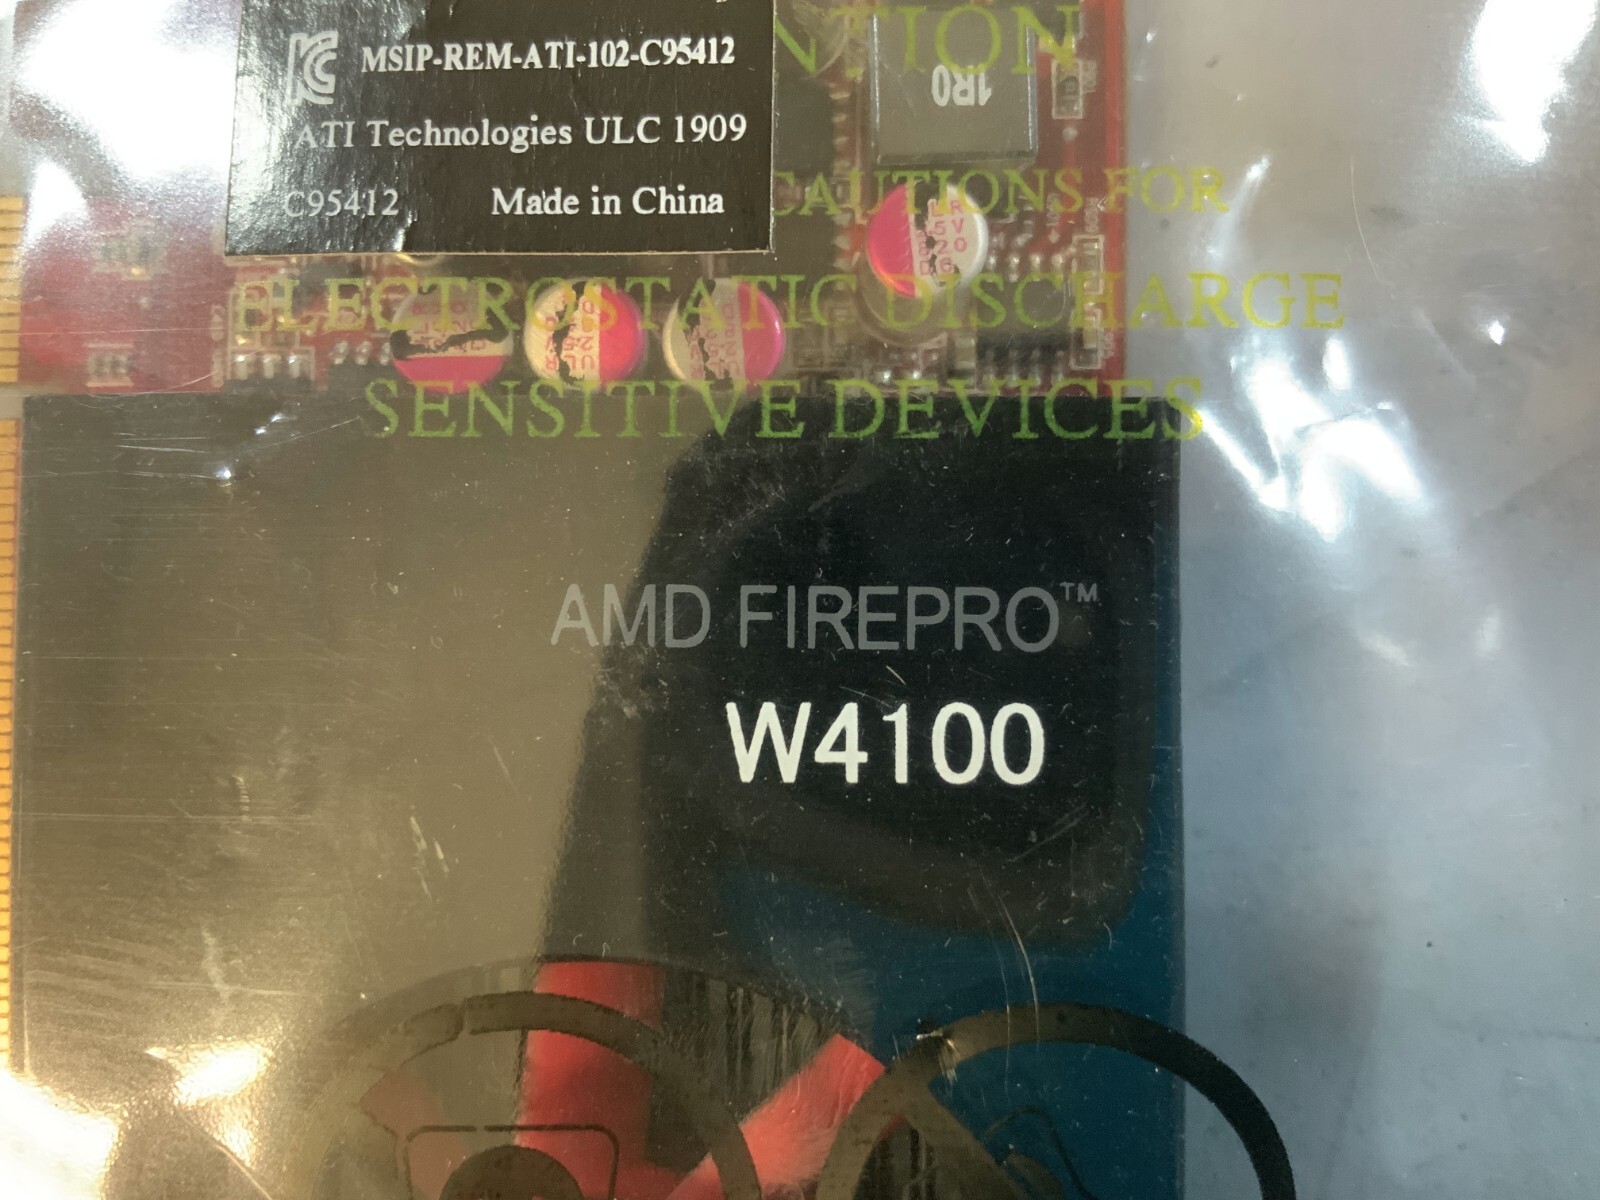 MSIP-REM-ATI-102-C95412
ATI Technologies ULC 1909
C95412 Made in China
NTION
1R0
CAUTIONS FOR
ELECTROSTATIC DISCHARGE
SENSITIVE DEVICES
AMD FIREPRO™
W4100